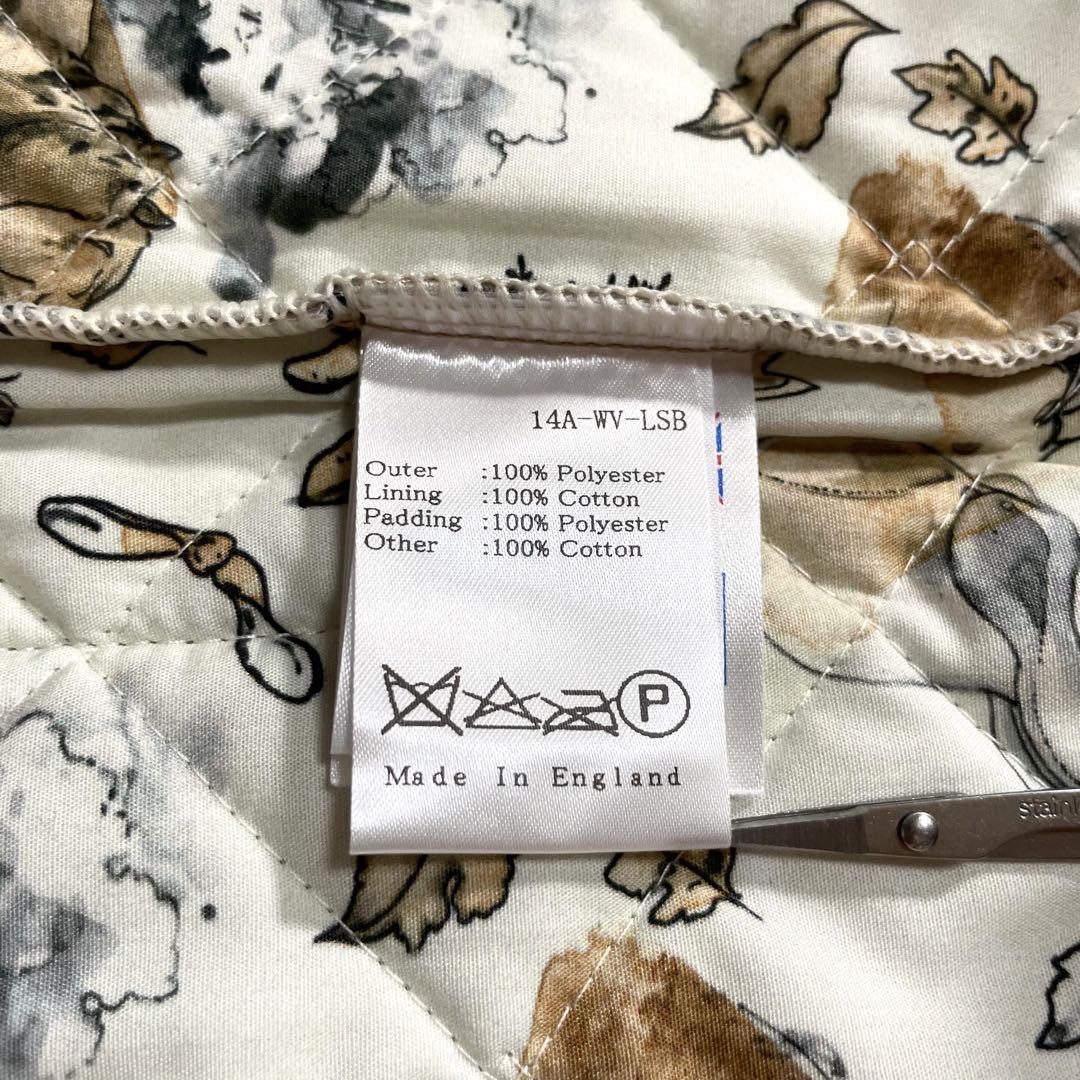 14A-WV-LSB
Outer :100% Polyester
Lining :100% Cotton
Padding :100% Polyester
Other :100% Cotton
P
Made In England